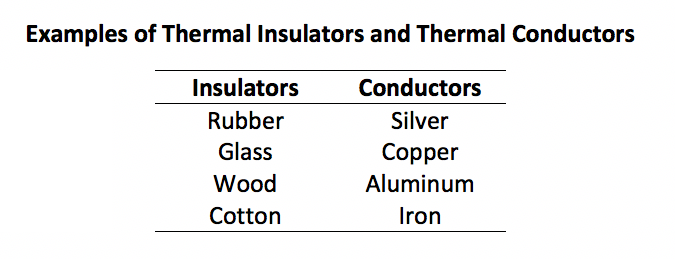 Examples of Thermal Insulators and Thermal Conductors
Insulators Conductors
Rubber Silver
Glass Copper
Wood Aluminum
Cotton Iron